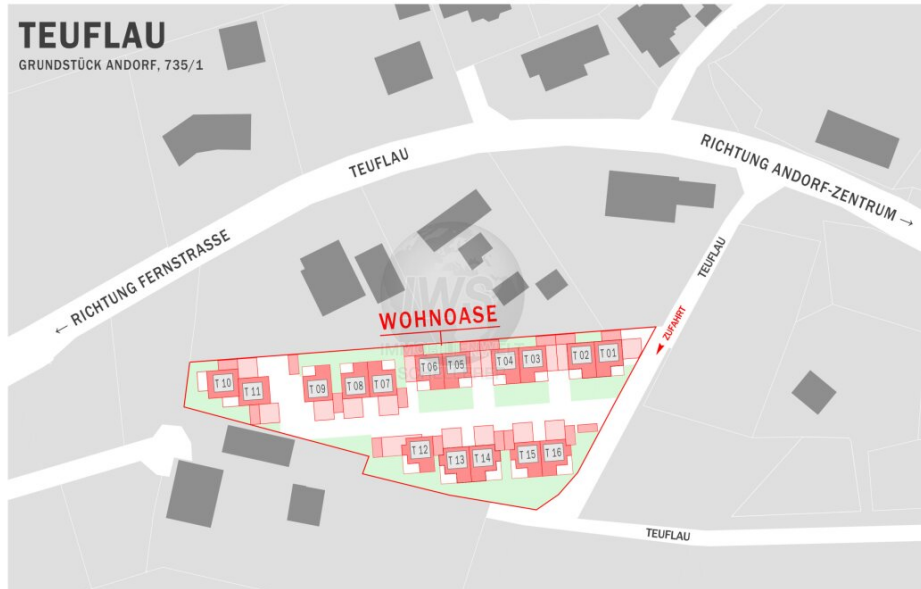 TEUFLAU
GRUNDSTÜCK ANDORF, 735/1
TEUFLAU
RICHTUNG ANDORF-ZENTRUM →
← RICHTUNG FERNSTRASSE
TEUFLAU
ZUFAHRT
IWS
WOHNOASE
T 10
T 11
T 09
T 08
T 07
T 06
T 05
T 04
T 03
T 02
T 01
T 12
T 13
T 14
T 15
T 16
TEUFLAU